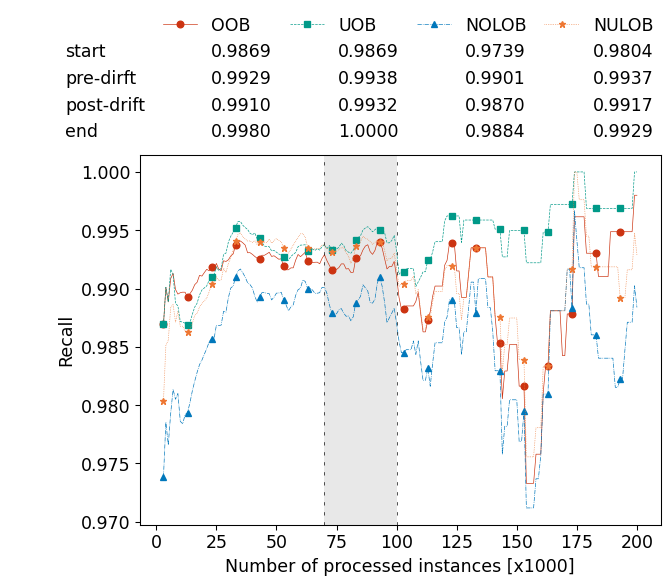 OOB UOB NOLOB NULOB
start 0.9869 0.9869 0.9739 0.9804
pre-dirft 0.9929 0.9938 0.9901 0.9937
post-drift 0.9910 0.9932 0.9870 0.9917
end 0.9980 1.0000 0.9884 0.9929
1.000
0.995
0.990
0.985
0.980
0.975
0.970
Recall
0 25 50 75 100 125 150 175 200
Number of processed instances [x1000]